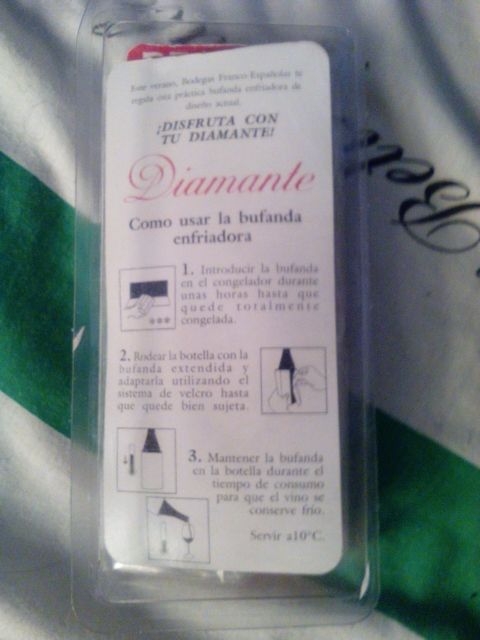 Este verano, Bodegas Franco-Españolas te
regala esta práctica bufanda enfriadora de
diseño actual.
¡DISFRUTA CON
TU DIAMANTE!
Diamante
Como usar la bufanda
enfriadora
1. Introducir la bufanda
en el congelador durante
unas horas hasta que
quede totalmente
congelada.
2. Rodear la botella con la
bufanda extendida y
adaptarla utilizando el
sistema de velcro hasta
que quede bien sujeta.
3. Mantener la bufanda
en la botella durante el
tiempo de consumo
para que el vino se
conserve frío.
Servir a10°C.